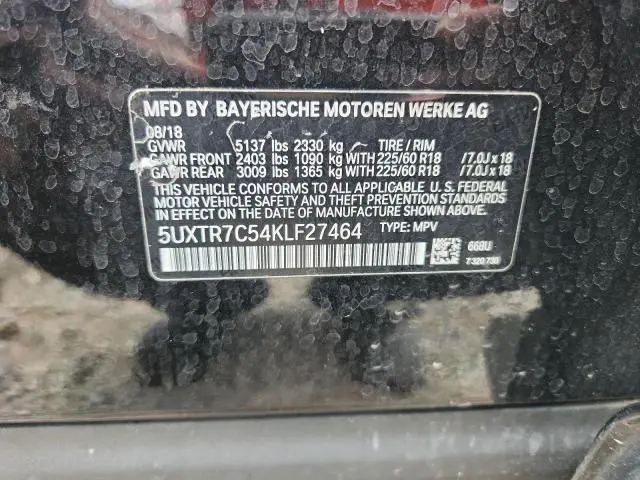 MFD BY BAYERISCHE MOTOREN WERKE AG
08/18
GVWR 5137 lbs 2330 kg TIRE / RIM
GAWR FRONT 2403 lbs 1090 kg WITH 225/60 R18 /7.0J x 18
GAWR REAR 3009 lbs 1365 kg WITH 225/60 R18 /7.0J x 18
THIS VEHICLE CONFORMS TO ALL APPLICABLE U. S. FEDERAL
MOTOR VEHICLE SAFETY AND THEFT PREVENTION STANDARDS
IN EFFECT ON THE DATE OF MANUFACTURE SHOWN ABOVE.
5UXTR7C54KLF27464 TYPE: MPV
668U
7 320 730